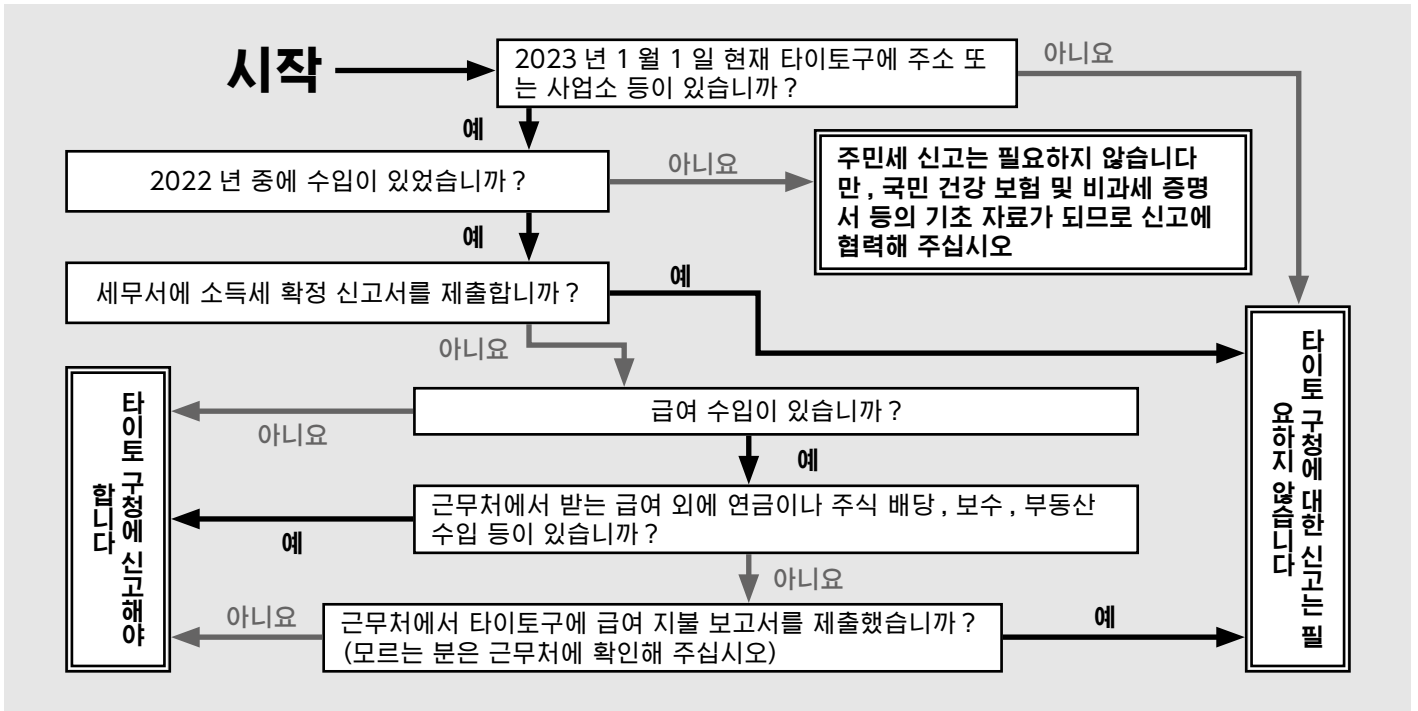 시작
2023 년 1 월 1 일 현재 타이토구에 주소 또
는 사업소 등이 있습니까 ?
아니요
예
2022 년 중에 수입이 있었습니까 ?
아니요
주민세 신고는 필요하지 않습니다
만 , 국민 건강 보험 및 비과세 증명
서 등의 기초 자료가 되므로 신고에
협력해 주십시오
예
세무서에 소득세 확정 신고서를 제출합니까 ?
예
아니요
타이토 구청에 대한 신고는 필
요하지 않습니다
타이토 구청에 신고해야
합니다
급여 수입이 있습니까 ?
아니요
예
근무처에서 받는 급여 외에 연금이나 주식 배당 , 보수 , 부동산
수입 등이 있습니까 ?
예
아니요
근무처에서 타이토구에 급여 지불 보고서를 제출했습니까 ?
(모르는 분은 근무처에 확인해 주십시오)
아니요
예